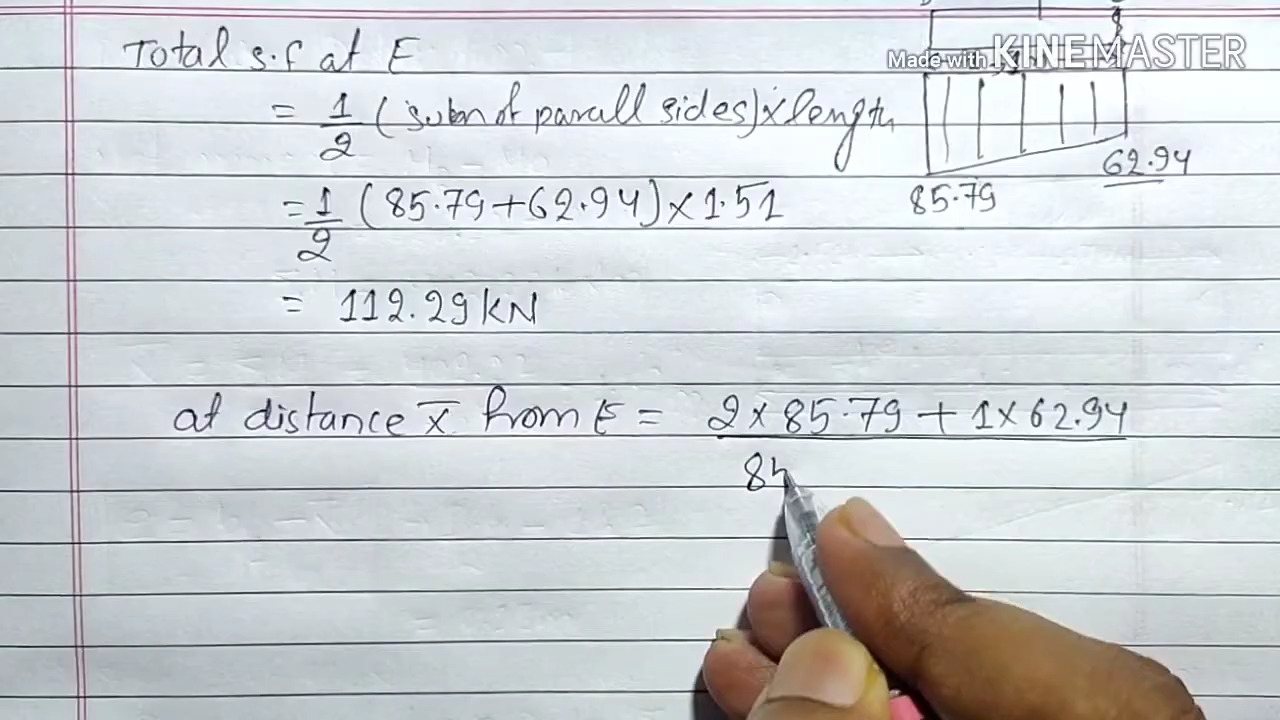 Total s.f at E
Made with KINEMASTER
= 1/2 ( sum of parall sides) x length
62.94
85.79
= 1/2 ( 85.79 + 62.94 ) x 1.51
= 112.29 KN
at distance x̅ from E = 2 x 85.79 + 1 x 62.94
85